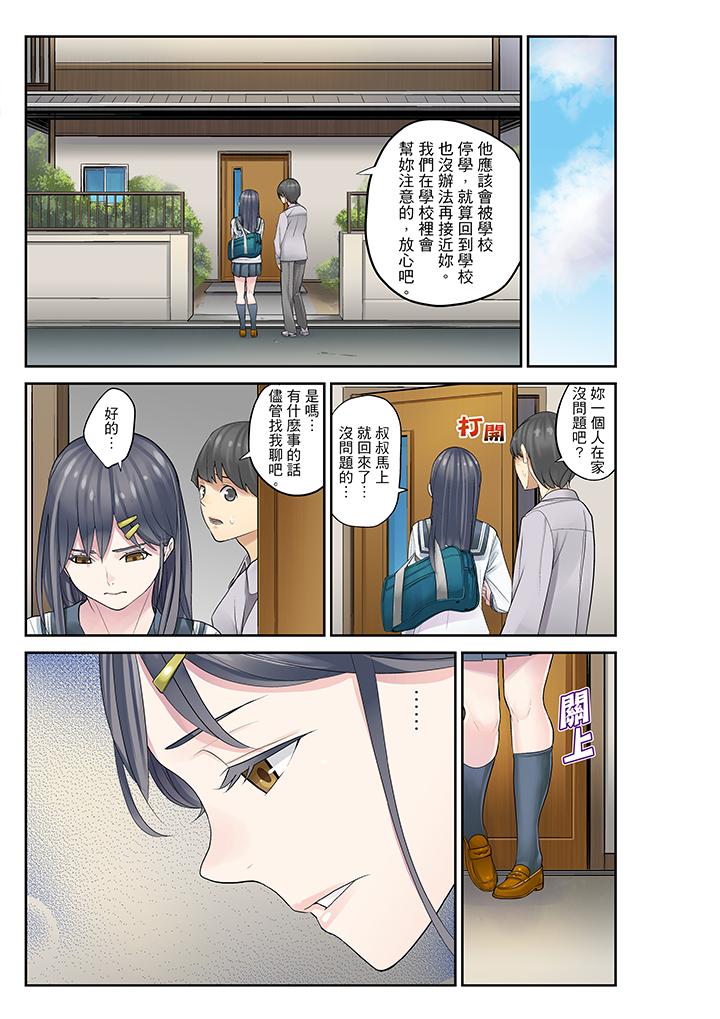 他應該會被學校
停學，就算回到學校
也沒辦法再接近妳。
我們在學校裡會
幫妳注意的，放心吧。
妳一個人在家
沒問題吧？
打開
叔叔馬上
就回來了…
沒問題的…
是嗎…
有什麼事的話
儘管找我聊吧。
好的…
關上
……